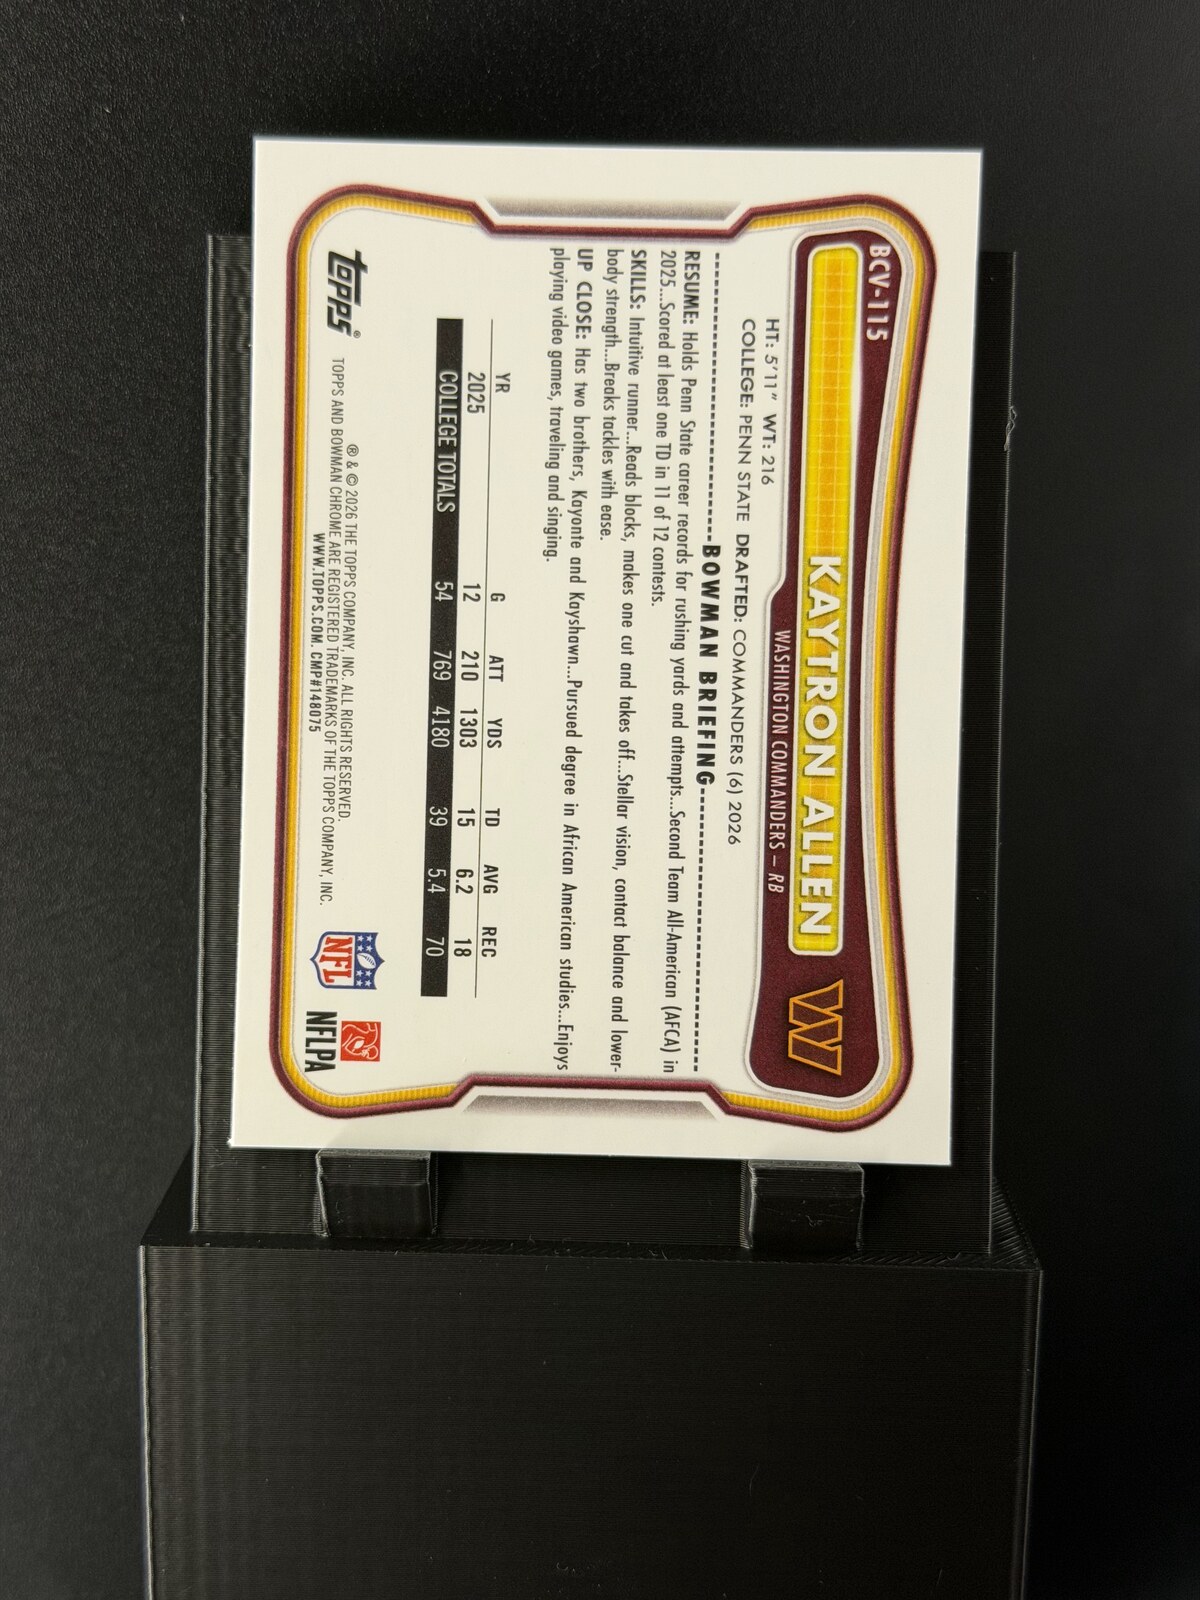 BCV-115
KAYTRON ALLEN
WASHINGTON COMMANDERS – RB
HT: 5'11" WT: 216
COLLEGE: PENN STATE DRAFTED: COMMANDERS (6) 2026
BOWMAN BRIEFING
RESUME: Holds Penn State career records for rushing yards and attempts...Second Team All-American (AFCA) in
2025...Scored at least one TD in 11 of 12 contests.
SKILLS: Intuitive runner...Reads blocks, makes one cut and takes off...Stellar vision, contact balance and lower-
body strength...Breaks tackles with ease.
UP CLOSE: Has two brothers, Kayonte and Kayshawn...Pursued degree in African American studies...Enjoys
playing video games, traveling and singing.
YR G ATT YDS TD AVG REC
2025 12 210 1303 15 6.2 18
COLLEGE TOTALS 54 769 4180 39 5.4 70
TOPPS®
® & © 2026 THE TOPPS COMPANY, INC. ALL RIGHTS RESERVED.
TOPPS AND BOWMAN CHROME ARE REGISTERED TRADEMARKS OF THE TOPPS COMPANY, INC.
WWW.TOPPS.COM. CMP#148075
NFL
NFLPA